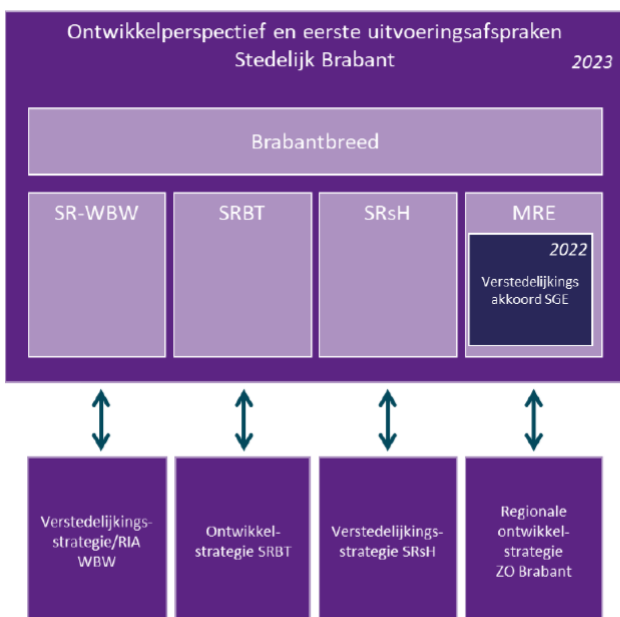 Ontwikkelperspectief en eerste uitvoeringsafspraken
Stedelijk Brabant
2023
Brabantbreed
SR-WBW
SRBT
SRsH
MRE
2022
Verstedelijkings
akkoord SGE
Verstedelijkings-
strategie/RIA
WBW
Ontwikkel-
strategie SRBT
Verstedelijkings-
strategie SRsH
Regionale
ontwikkel-
strategie
ZO Brabant